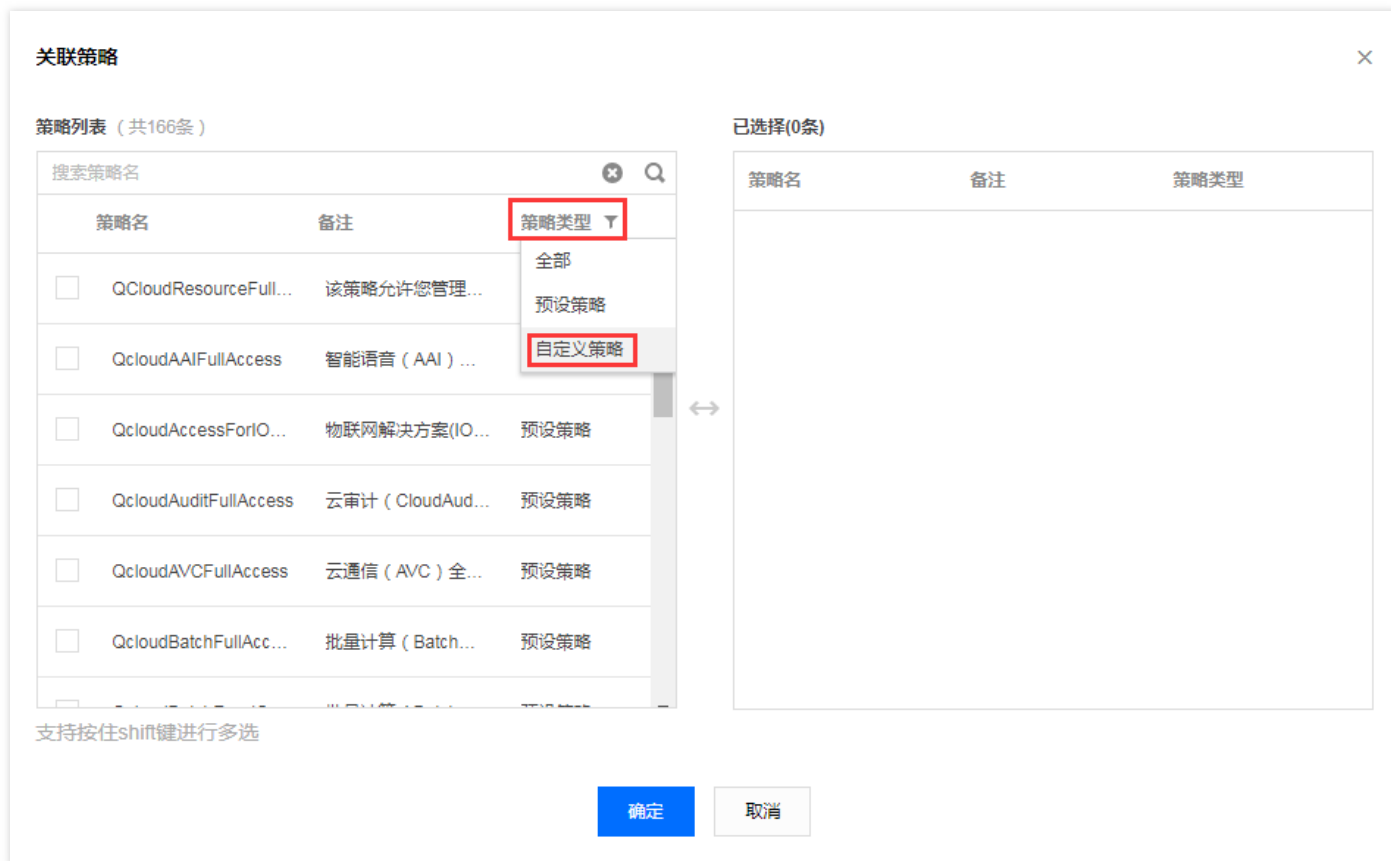 关联策略
策略列表（共166条） 已选择(0条)
搜索策略名
策略名 备注 策略类型
全部
预设策略
自定义策略
QCloudResourceFull... 该策略允许您管理...
QcloudAAIFullAccess 智能语音（AAI）...
QcloudAccessForIO... 物联网解决方案(IO... 预设策略
QcloudAuditFullAccess 云审计（CloudAud... 预设策略
QcloudAVCFullAccess 云通信（AVC）全... 预设策略
QcloudBatchFullAcc... 批量计算（Batch... 预设策略
策略名 备注 策略类型
支持按住shift键进行多选
确定 取消